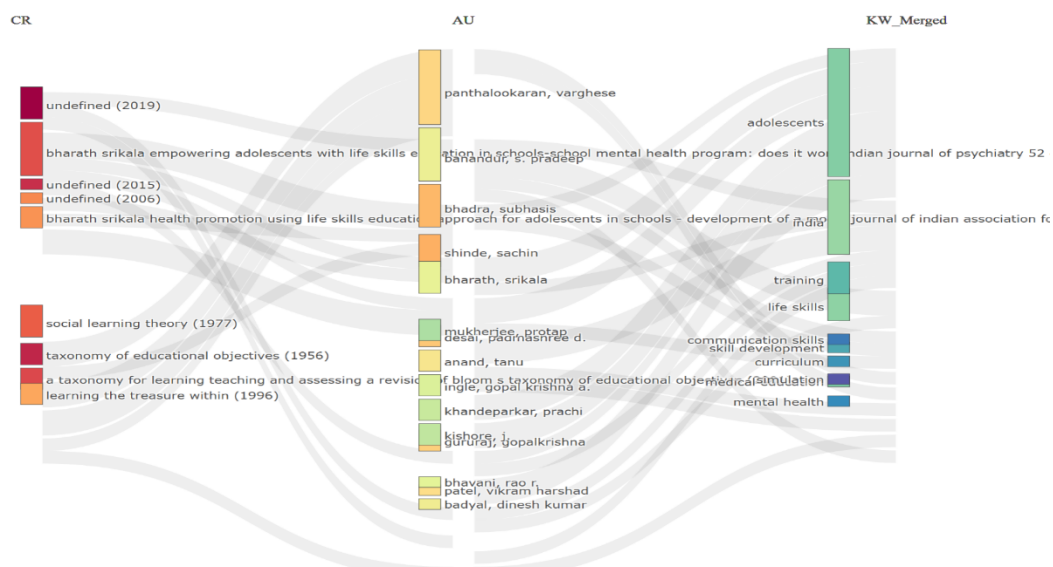 CR
AU
KW_Merged
undefined (2019)
bharath srikala empowering adolescents with life skills education in schools-school mental health program: does it work indian journal of psychiatry 52
undefined (2015)
undefined (2006)
bharath srikala health promotion using life skills education approach for adolescents in schools - development of a model journal of indian association fo
social learning theory (1977)
taxonomy of educational objectives (1956)
a taxonomy for learning teaching and assessing a revision of bloom s taxonomy of educational objectives
learning the treasure within (1996)
panthalookaran, varghese
banandur, s. pradeep
bhadra, subhasis
shinde, sachin
bharath, srikala
mukherjee, protap
desai, padmashree d.
anand, tanu
ingle, gopal krishna a.
khandeparkar, prachi
kishore, j.
gururaj, gopalkrishna
bhavani, rao r.
patel, vikram harshad
badyal, dinesh kumar
adolescents
india
training
life skills
communication skills
skill development
curriculum
simulation
medical education
mental health